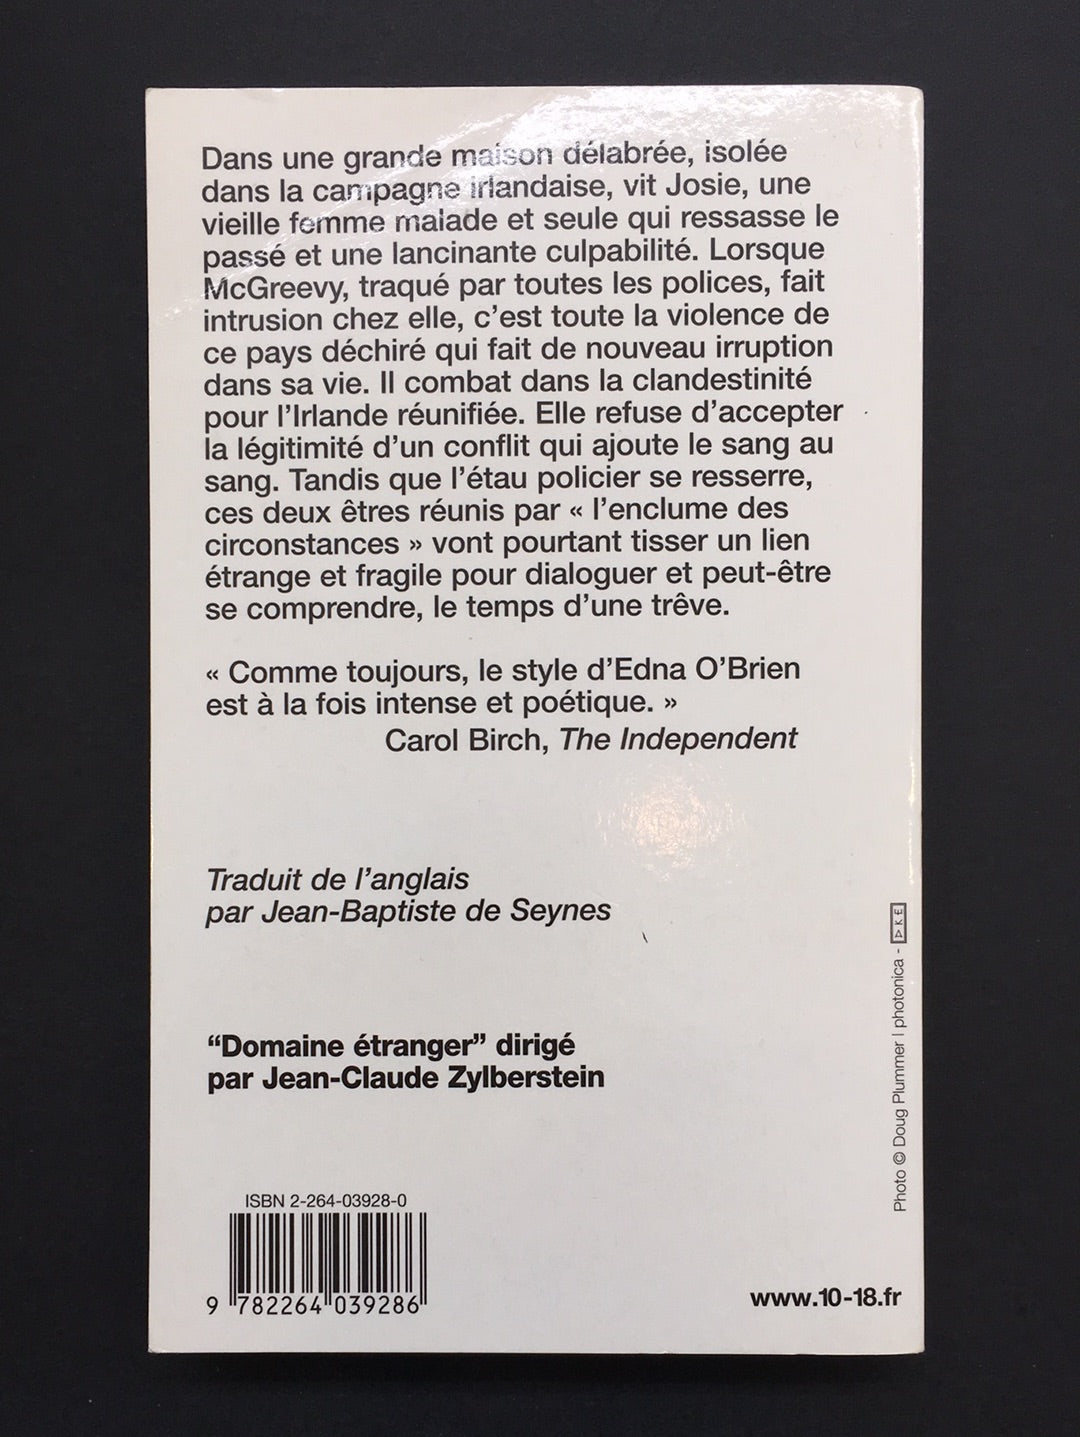 Dans une grande maison délabrée, isolée
dans la campagne irlandaise, vit Josie, une
vieille femme malade et seule qui ressasse le
passé et une lancinante culpabilité. Lorsque
McGreevy, traqué par toutes les polices, fait
intrusion chez elle, c’est toute la violence de
ce pays déchiré qui fait de nouveau irruption
dans sa vie. Il combat dans la clandestinité
pour l’Irlande réunifiée. Elle refuse d’accepter
la légitimité d’un conflit qui ajoute le sang au
sang. Tandis que l’étau policier se resserre,
ces deux êtres réunis par « l’enclume des
circonstances » vont pourtant tisser un lien
étrange et fragile pour dialoguer et peut-être
se comprendre, le temps d’une trêve.
« Comme toujours, le style d’Edna O’Brien
est à la fois intense et poétique. »
Carol Birch, The Independent
Traduit de l’anglais
par Jean-Baptiste de Seynes
“Domaine étranger” dirigé
par Jean-Claude Zylberstein
ISBN 2-264-03928-0
9 782264 039286
www.10-18.fr
Photo © Doug Plummer | photonica - DKE